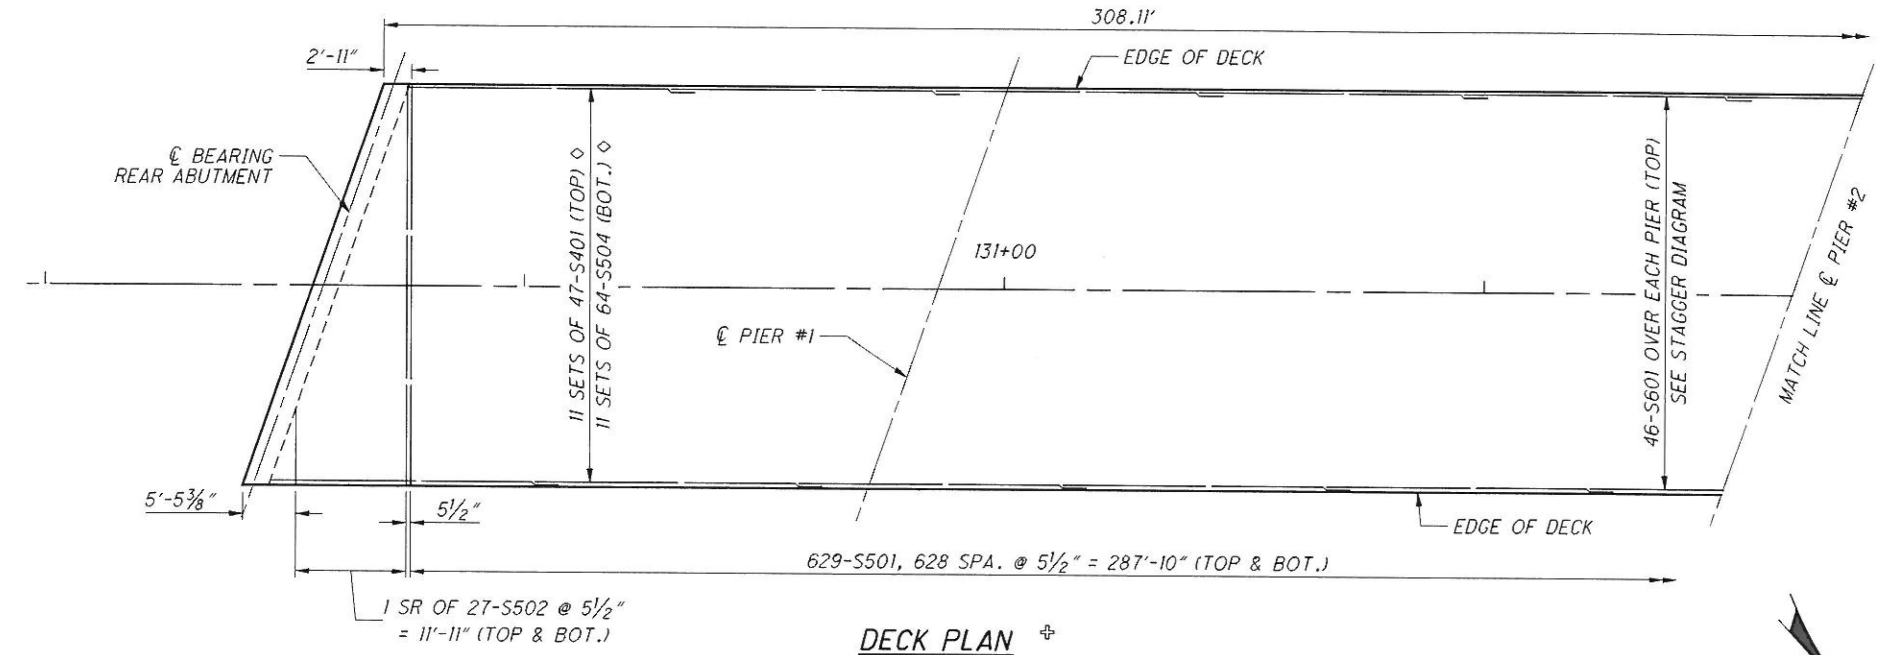 308.11'
2'-11"
EDGE OF DECK
℄ BEARING
REAR ABUTMENT
11 SETS OF 47-S401 (TOP) ◇
11 SETS OF 64-S504 (BOT.) ◇
131+00
℄ PIER #1
46-S601 OVER EACH PIER (TOP)
SEE STAGGER DIAGRAM
MATCH LINE ℄ PIER #2
5'-5⅜"
5½"
EDGE OF DECK
629-S501, 628 SPA. @ 5½" = 287'-10" (TOP & BOT.)
1 SR OF 27-S502 @ 5½"
= 11'-11" (TOP & BOT.)
DECK PLAN